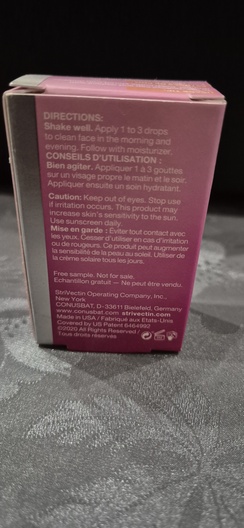 DIRECTIONS:
Shake well. Apply 1 to 3 drops
to clean face in the morning and
evening. Follow with moisturizer.
CONSEILS D'UTILISATION :
Bien agiter. Appliquer 1 à 3 gouttes
sur un visage propre le matin et le soir.
Appliquer ensuite un soin hydratant.
Caution: Keep out of eyes. Stop use
if irritation occurs. This product may
increase skin's sensitivity to the sun.
Use sunscreen daily.
Mise en garde : Éviter tout contact avec
les yeux. Cesser d'utiliser en cas d'irritation
ou de rougeurs. Ce produit peut augmenter
la sensibilité de la peau au soleil. Utiliser de
la crème solaire tous les jours.
Free sample. Not for sale.
Échantillon gratuit – Ne peut être vendu.
StriVectin Operating Company, Inc.,
New York
CONUSBAT, D-33611 Bielefeld, Germany
www.conusbat.com strivectin.com
Made in USA / Fabriqué aux États-Unis
Covered by US Patent 6464992
©2020 All Rights Reserved /
Tous droits réservés